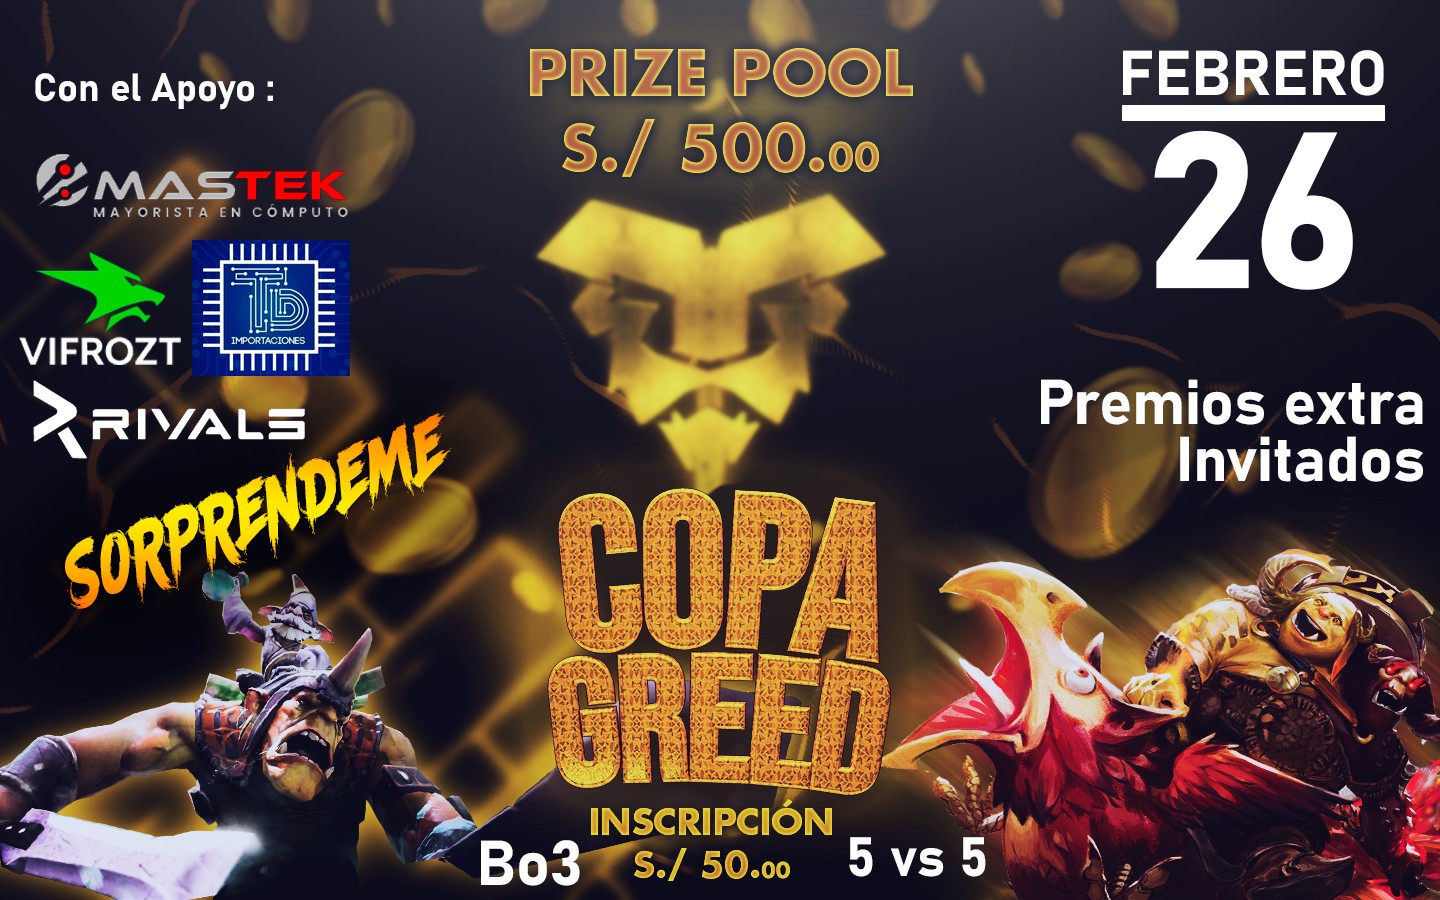 Con el Apoyo :
MASTEK
MAYORISTA EN CÓMPUTO
VIFROZT
TD
IMPORTACIONES
RIVALS
SORPRENDEME
PRIZE POOL
S./ 500.00
COPA
GREED
INSCRIPCIÓN
S./ 50.00
Bo3
5 vs 5
FEBRERO
26
Premios extra
Invitados